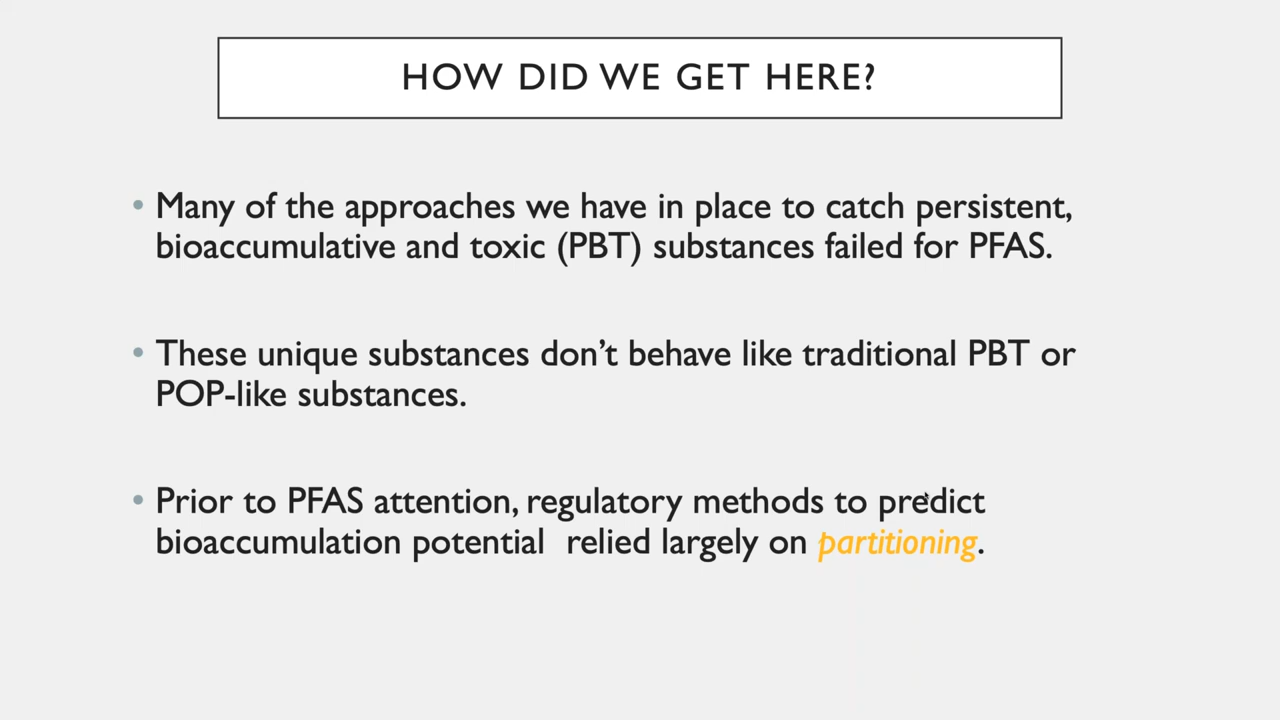 HOW DID WE GET HERE?
• Many of the approaches we have in place to catch persistent,
bioaccumulative and toxic (PBT) substances failed for PFAS.
• These unique substances don’t behave like traditional PBT or
POP-like substances.
• Prior to PFAS attention, regulatory methods to predict
bioaccumulation potential  relied largely on partitioning.